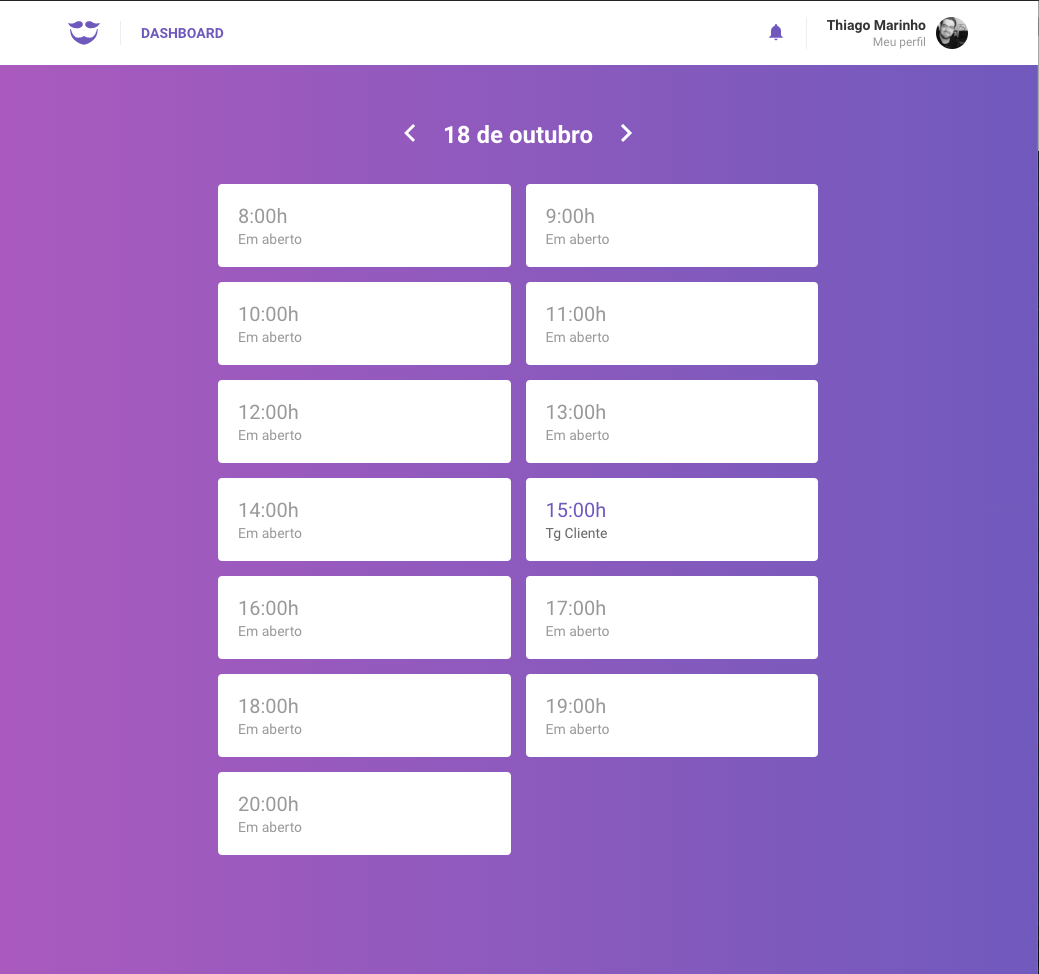 DASHBOARD
Thiago Marinho
Meu perfil
18 de outubro
8:00h
Em aberto
9:00h
Em aberto
10:00h
Em aberto
11:00h
Em aberto
12:00h
Em aberto
13:00h
Em aberto
14:00h
Em aberto
15:00h
Tg Cliente
16:00h
Em aberto
17:00h
Em aberto
18:00h
Em aberto
19:00h
Em aberto
20:00h
Em aberto